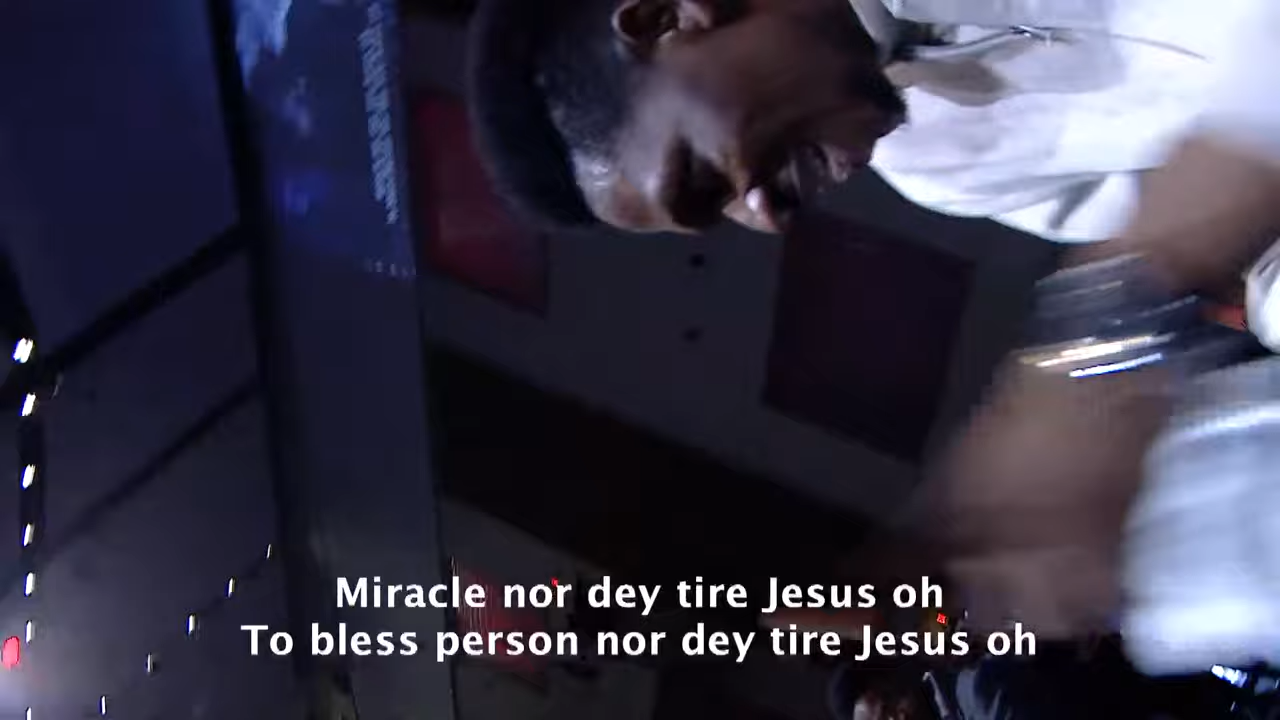 Miracle nor dey tire Jesus oh
To bless person nor dey tire Jesus oh